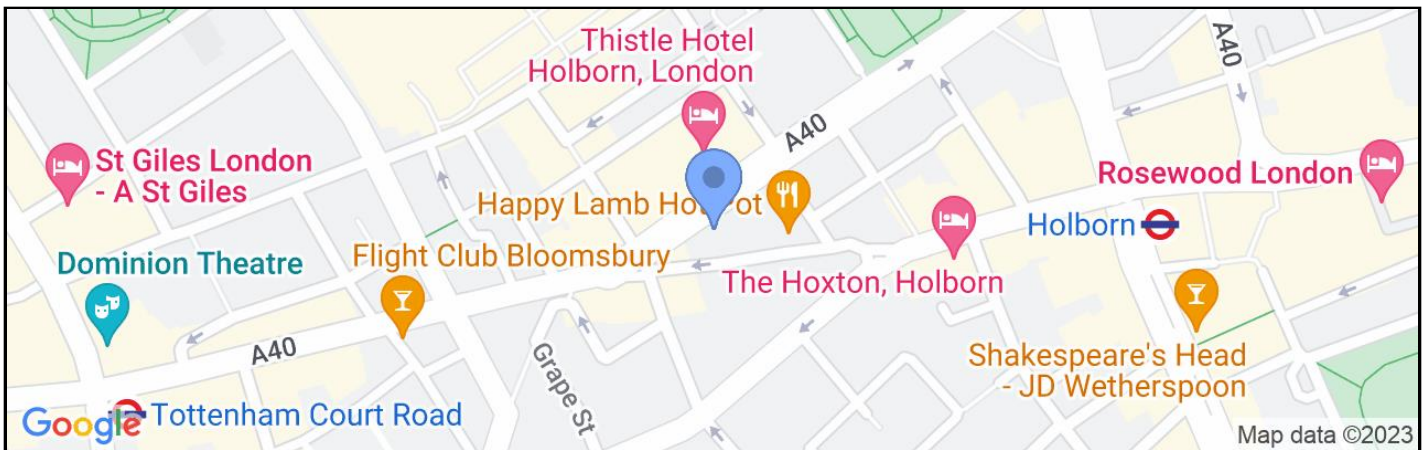 Thistle Hotel
Holborn, London
A40
A40
St Giles London
- A St Giles
Rosewood London
Happy Lamb Hot Pot
Holborn
Dominion Theatre
Flight Club Bloomsbury
The Hoxton, Holborn
A40
Grape St
Shakespeare's Head
- JD Wetherspoon
Google
Tottenham Court Road
Map data ©2023